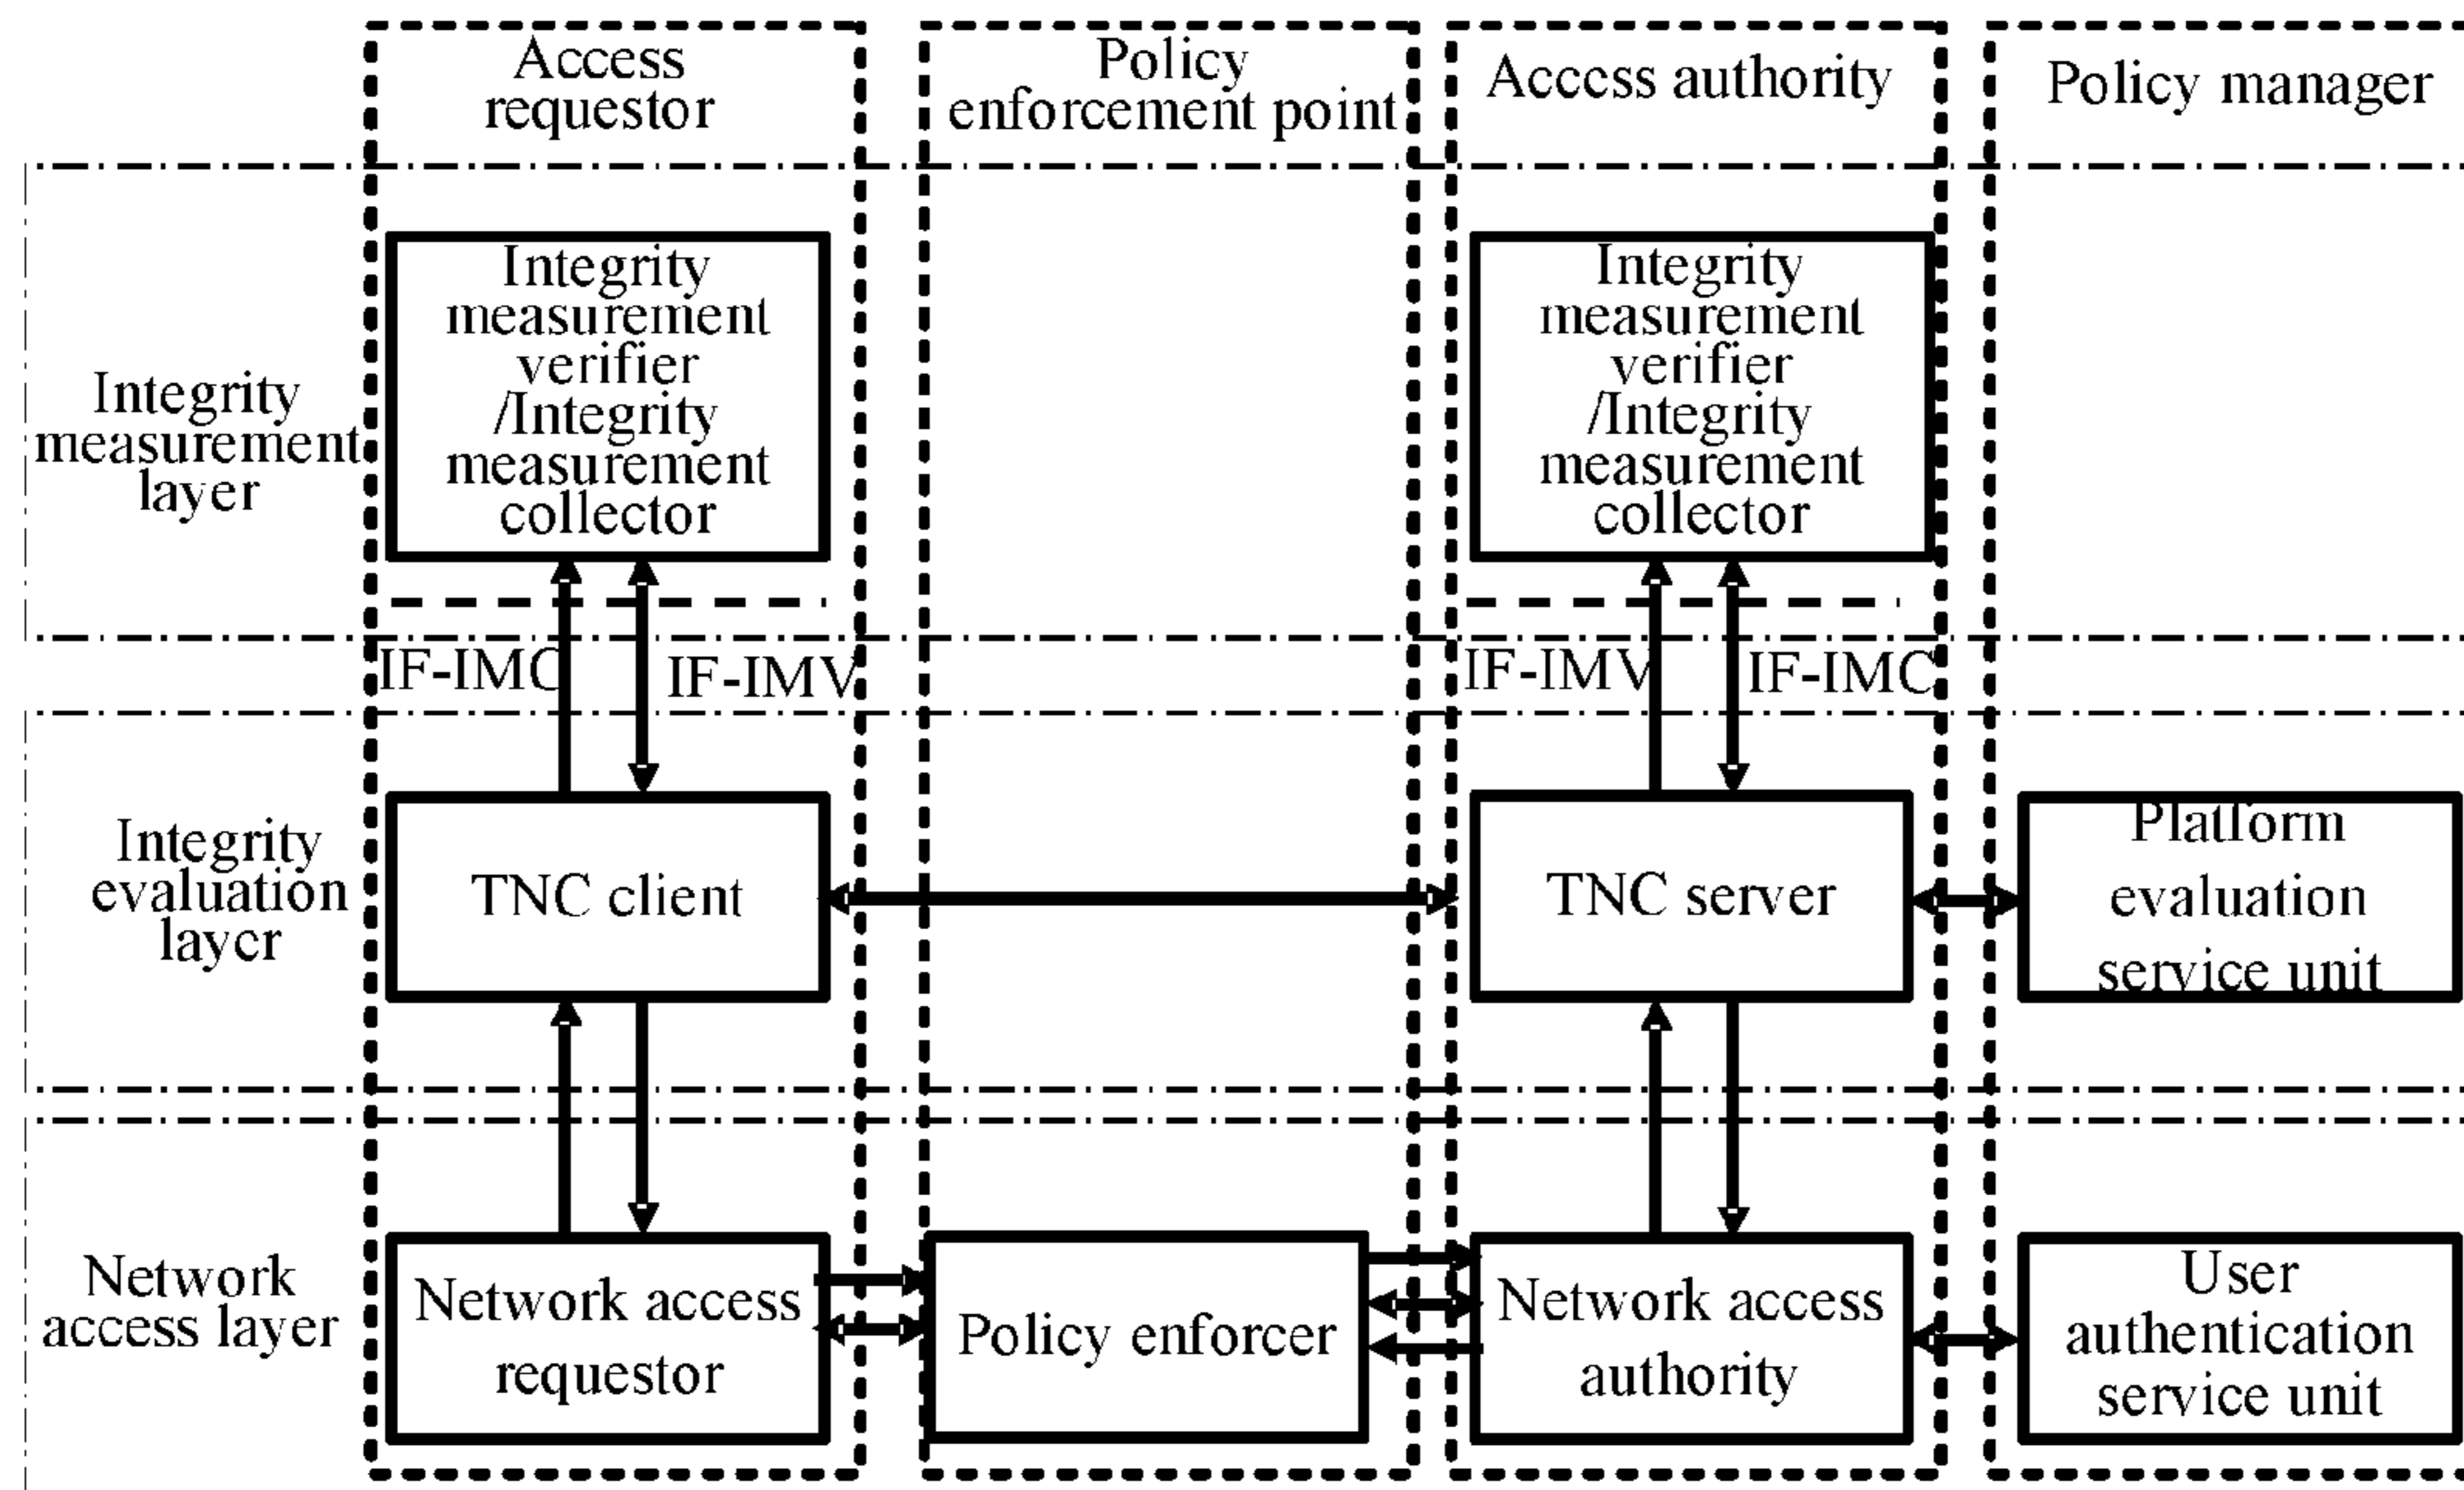 Access
requestor
Policy
enforcement point
Access authority
Policy manager
Integrity
measurement
layer
Integrity
measurement
verifier
/Integrity
measurement
collector
Integrity
measurement
verifier
/Integrity
measurement
collector
IF-IMC
IF-IMV
IF-IMV
IF-IMC
Integrity
evaluation
layer
TNC client
TNC server
Platform
evaluation
service unit
Network
access layer
Network access
requestor
Policy enforcer
Network access
authority
User
authentication
service unit